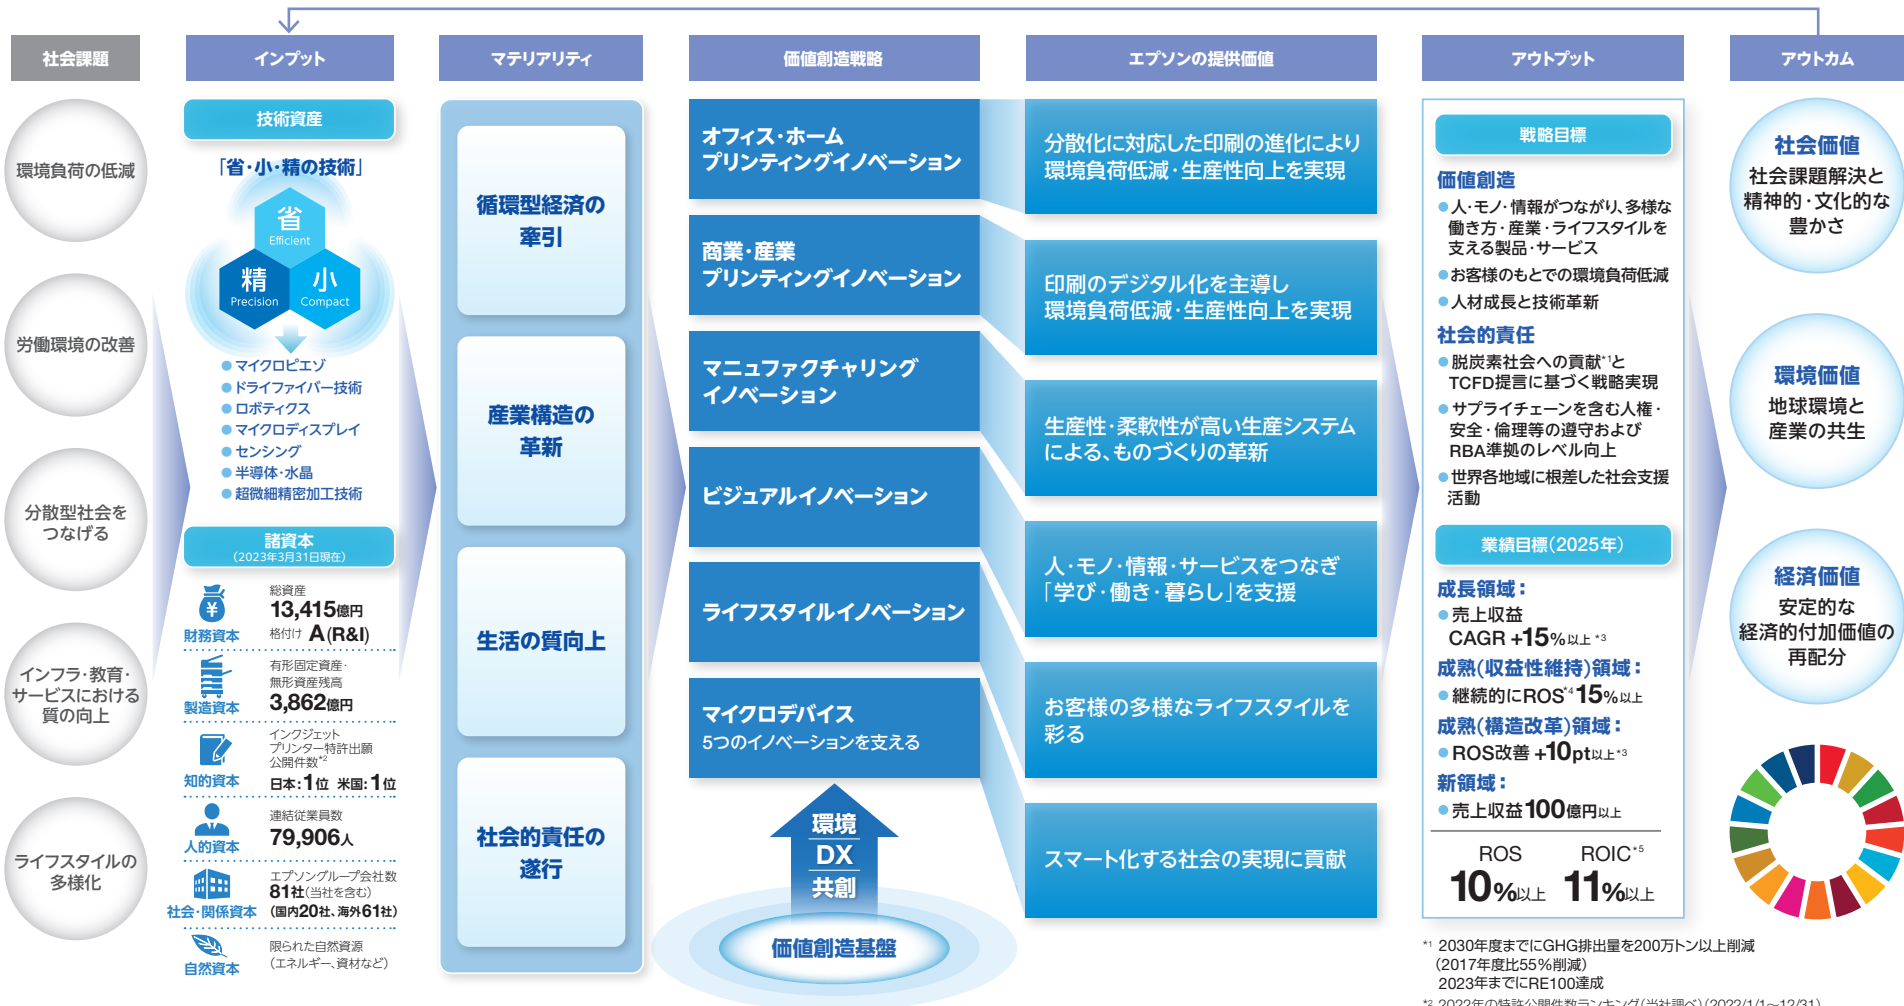 社会課題
環境負荷の低減
労働環境の改善
分散型社会を
つなげる
インフラ・教育・
サービスにおける
質の向上
ライフスタイルの
多様化
インプット
技術資産
「省・小・精の技術」
省
Efficient
精
Precision
小
Compact
●マイクロピエゾ
●ドライファイバー技術
●ロボティクス
●マイクロディスプレイ
●センシング
●半導体・水晶
●超微細精密加工技術
諸資本
(2023年3月31日現在)
財務資本
総資産
13,415億円
格付け A(R&I)
製造資本
有形固定資産・
無形資産残高
3,862億円
知的資本
インクジェット
プリンター特許出願
公開件数*2
日本:1位 米国:1位
人的資本
連結従業員数
79,906人
社会・関係資本
エプソングループ会社数
81社(当社を含む)
(国内20社、海外61社)
自然資本
限られた自然資源
(エネルギー、資材など)
マテリアリティ
循環型経済の
牽引
産業構造の
革新
生活の質向上
社会的責任の
遂行
価値創造戦略
オフィス・ホーム
プリンティングイノベーション
商業・産業
プリンティングイノベーション
マニュファクチャリング
イノベーション
ビジュアルイノベーション
ライフスタイルイノベーション
マイクロデバイス
5つのイノベーションを支える
環境
DX
共創
価値創造基盤
エプソンの提供価値
分散化に対応した印刷の進化により
環境負荷低減・生産性向上を実現
印刷のデジタル化を主導し
環境負荷低減・生産性向上を実現
生産性・柔軟性が高い生産システム
による、ものづくりの革新
人・モノ・情報・サービスをつなぎ
「学び・働き・暮らし」を支援
お客様の多様なライフスタイルを
彩る
スマート化する社会の実現に貢献
アウトプット
戦略目標
価値創造
●人・モノ・情報がつながり、多様な
働き方・産業・ライフスタイルを
支える製品・サービス
●お客様のもとでの環境負荷低減
●人材成長と技術革新
社会的責任
●脱炭素社会への貢献*1と
TCFD提言に基づく戦略実現
●サプライチェーンを含む人権・
安全・倫理等の遵守および
RBA準拠のレベル向上
●世界各地域に根差した社会支援
活動
業績目標(2025年)
成長領域:
●売上収益
CAGR +15%以上*3
成熟(収益性維持)領域:
●継続的にROS*4 15%以上
成熟(構造改革)領域:
●ROS改善 +10pt以上*3
新領域:
●売上収益100億円以上
ROS
10%以上
ROIC*5
11%以上
*1 2030年度までにGHG排出量を200万トン以上削減
(2017年度比55%削減)
2023年までにRE100達成
*2 2022年の特許公開件数ランキング(当社調べ)(2022/1/1~12/31)
アウトカム
社会価値
社会課題解決と
精神的・文化的な
豊かさ
環境価値
地球環境と
産業の共生
経済価値
安定的な
経済的付加価値の
再配分